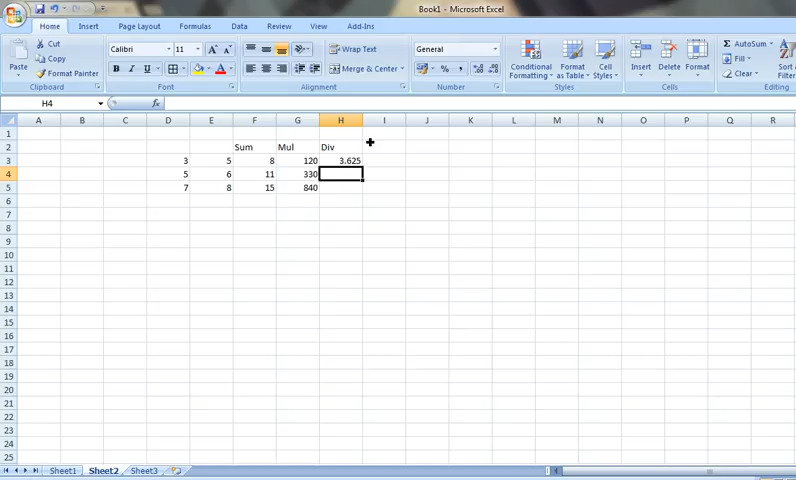 Book1 - Microsoft Excel
Home Insert Page Layout Formulas Review View Add-Ins
Cut
Calibri 11 A A Wrap Text General AutoSum
Paste Copy Fill
Format Painter B I U A Merge & Center % , Conditional Formatting Format as Table Cell Styles Insert Delete Format Clear Sort
Clipboard Font Alignment Number Styles Cells Editing
H4 fx
A B C D E F G H I J K L M N O P Q R
1
2 Sum Mul Div
3 3 5 8 120 3.625
4 5 6 11 330
5 7 8 15 840
6
7
8
9
10
11
12
13
14
15
16
17
18
19
20
21
22
23
24
25
Sheet1 Sheet2 Sheet3